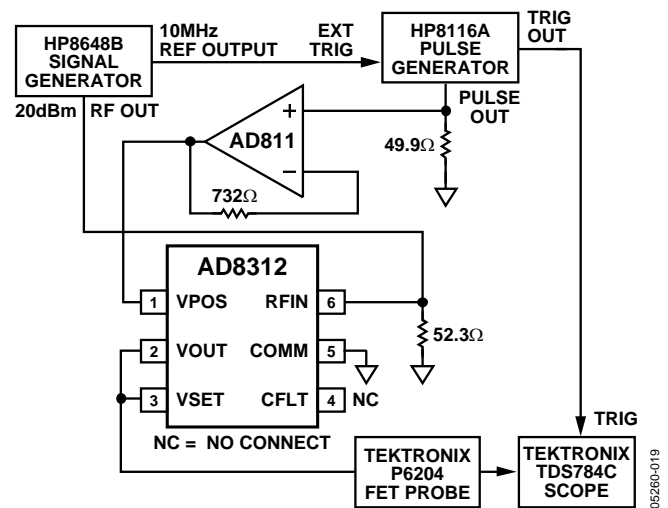 HP8648B
SIGNAL
GENERATOR
10MHz
REF OUTPUT
EXT
TRIG
HP8116A
PULSE
GENERATOR
TRIG
OUT
20dBm
RF OUT
PULSE
OUT
+
AD811
−
49.9Ω
732Ω
AD8312
1 VPOS RFIN 6
2 VOUT COMM 5
3 VSET CFLT 4 NC
52.3Ω
NC = NO CONNECT
TRIG
TEKTRONIX
P6204
FET PROBE
TEKTRONIX
TDS784C
SCOPE
05260-019